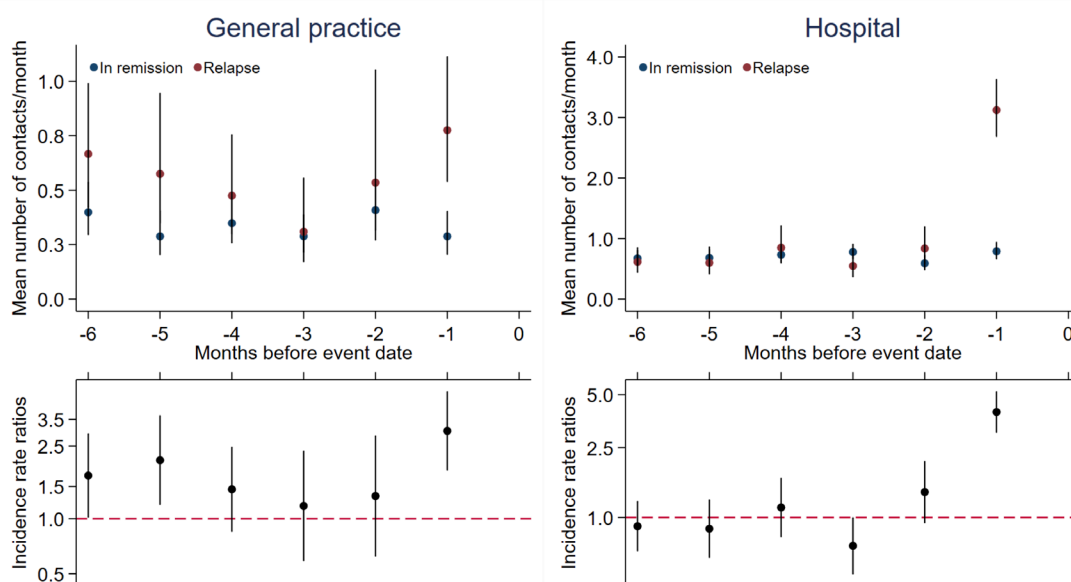 General practice
Mean number of contacts/month
In remission Relapse
1.0
0.8
0.5
0.3
0.0
-6 -5 -4 -3 -2 -1 0
Months before event date
Incidence rate ratios
3.5
2.5
1.5
1.0
0.5
Hospital
Mean number of contacts/month
In remission Relapse
4.0
3.0
2.0
1.0
0.0
-6 -5 -4 -3 -2 -1 0
Months before event date
Incidence rate ratios
5.0
2.5
1.0